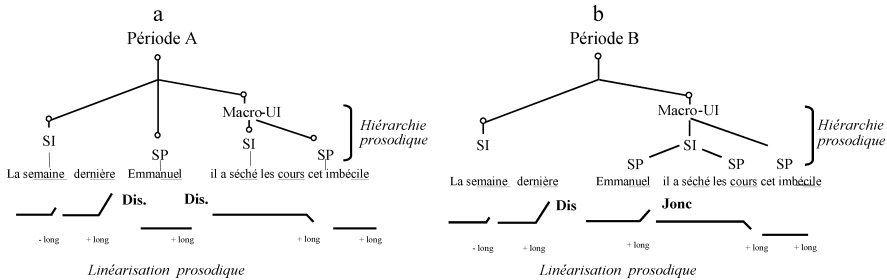 a
Période A
Macro-UI
Hiérarchie
prosodique
SI
SP
SI
SP
La semaine dernière Emmanuel il a séché les cours cet imbécile
Dis. Dis.
- long + long + long + long + long
Linéarisation prosodique
b
Période B
Macro-UI
Hiérarchie
prosodique
SI
SI
SP SP SP
La semaine dernière Emmanuel il a séché les cours cet imbécile
Dis Jonc
- long + long + long + long + long
Linéarisation prosodique